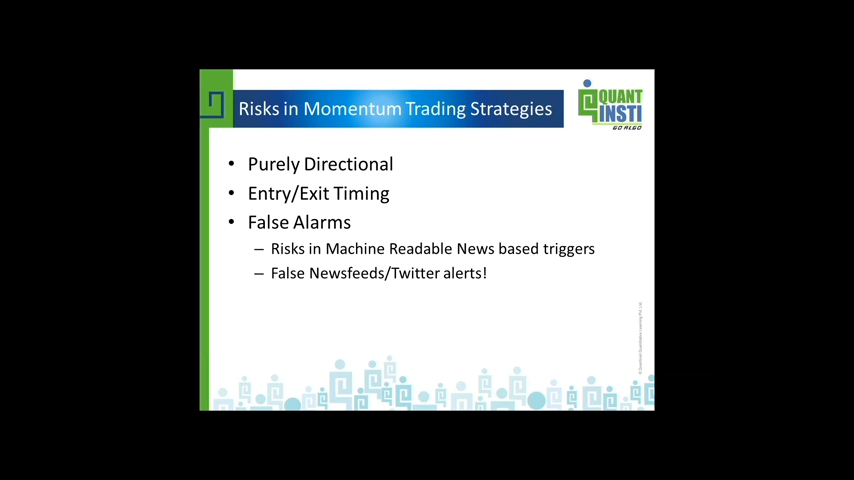 Risks in Momentum Trading Strategies
QUANT
INSTI
GO ALGO
• Purely Directional
• Entry/Exit Timing
• False Alarms
– Risks in Machine Readable News based triggers
– False Newsfeeds/Twitter alerts!